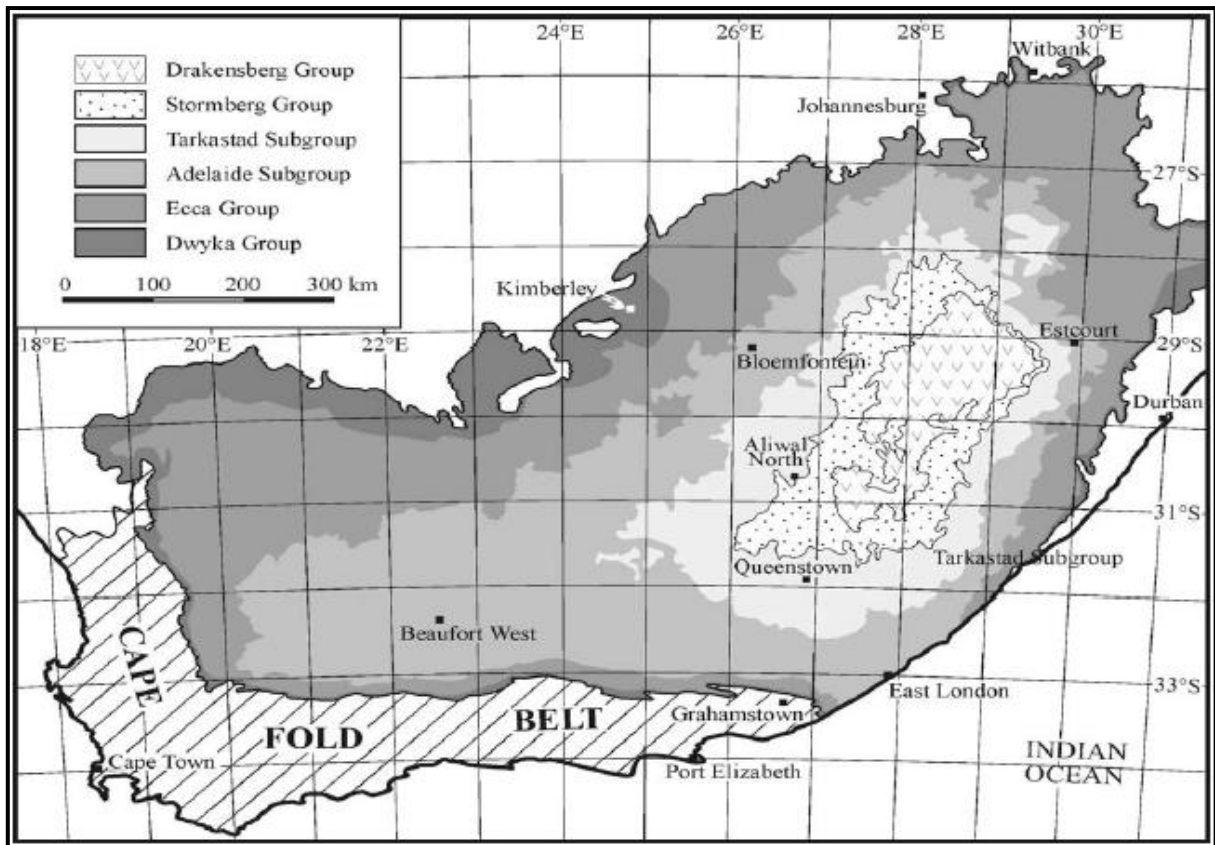 24°E
26°E
28°E
30°E
Witbank
Drakensberg Group
Stormberg Group
Tarkastad Subgroup
Adelaide Subgroup
Ecca Group
Dwyka Group
0 100 200 300 km
Johannesburg
27°S
Kimberley
18°E
20°E
22°E
Estcourt
29°S
Bloemfontein
Durban
Aliwal
North
31°S
Tarkastad Subgroup
Queenstown
Beaufort West
CAPE
FOLD
BELT
33°S
East London
Grahamstown
Cape Town
Port Elizabeth
INDIAN
OCEAN